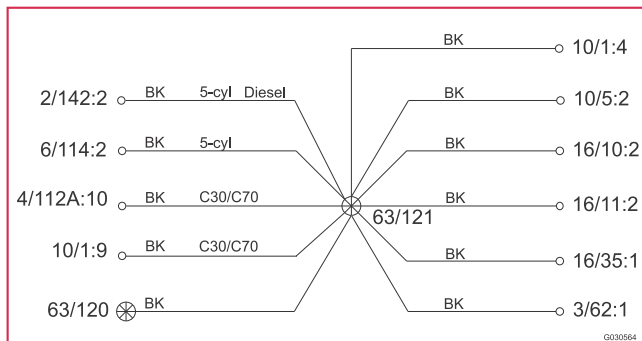 BK 10/1:4
2/142:2 BK 5-cyl Diesel BK 10/5:2
6/114:2 BK 5-cyl BK 16/10:2
4/112A:10 BK C30/C70 BK 16/11:2
63/121
10/1:9 BK C30/C70 BK 16/35:1
63/120 BK BK 3/62:1
G030564